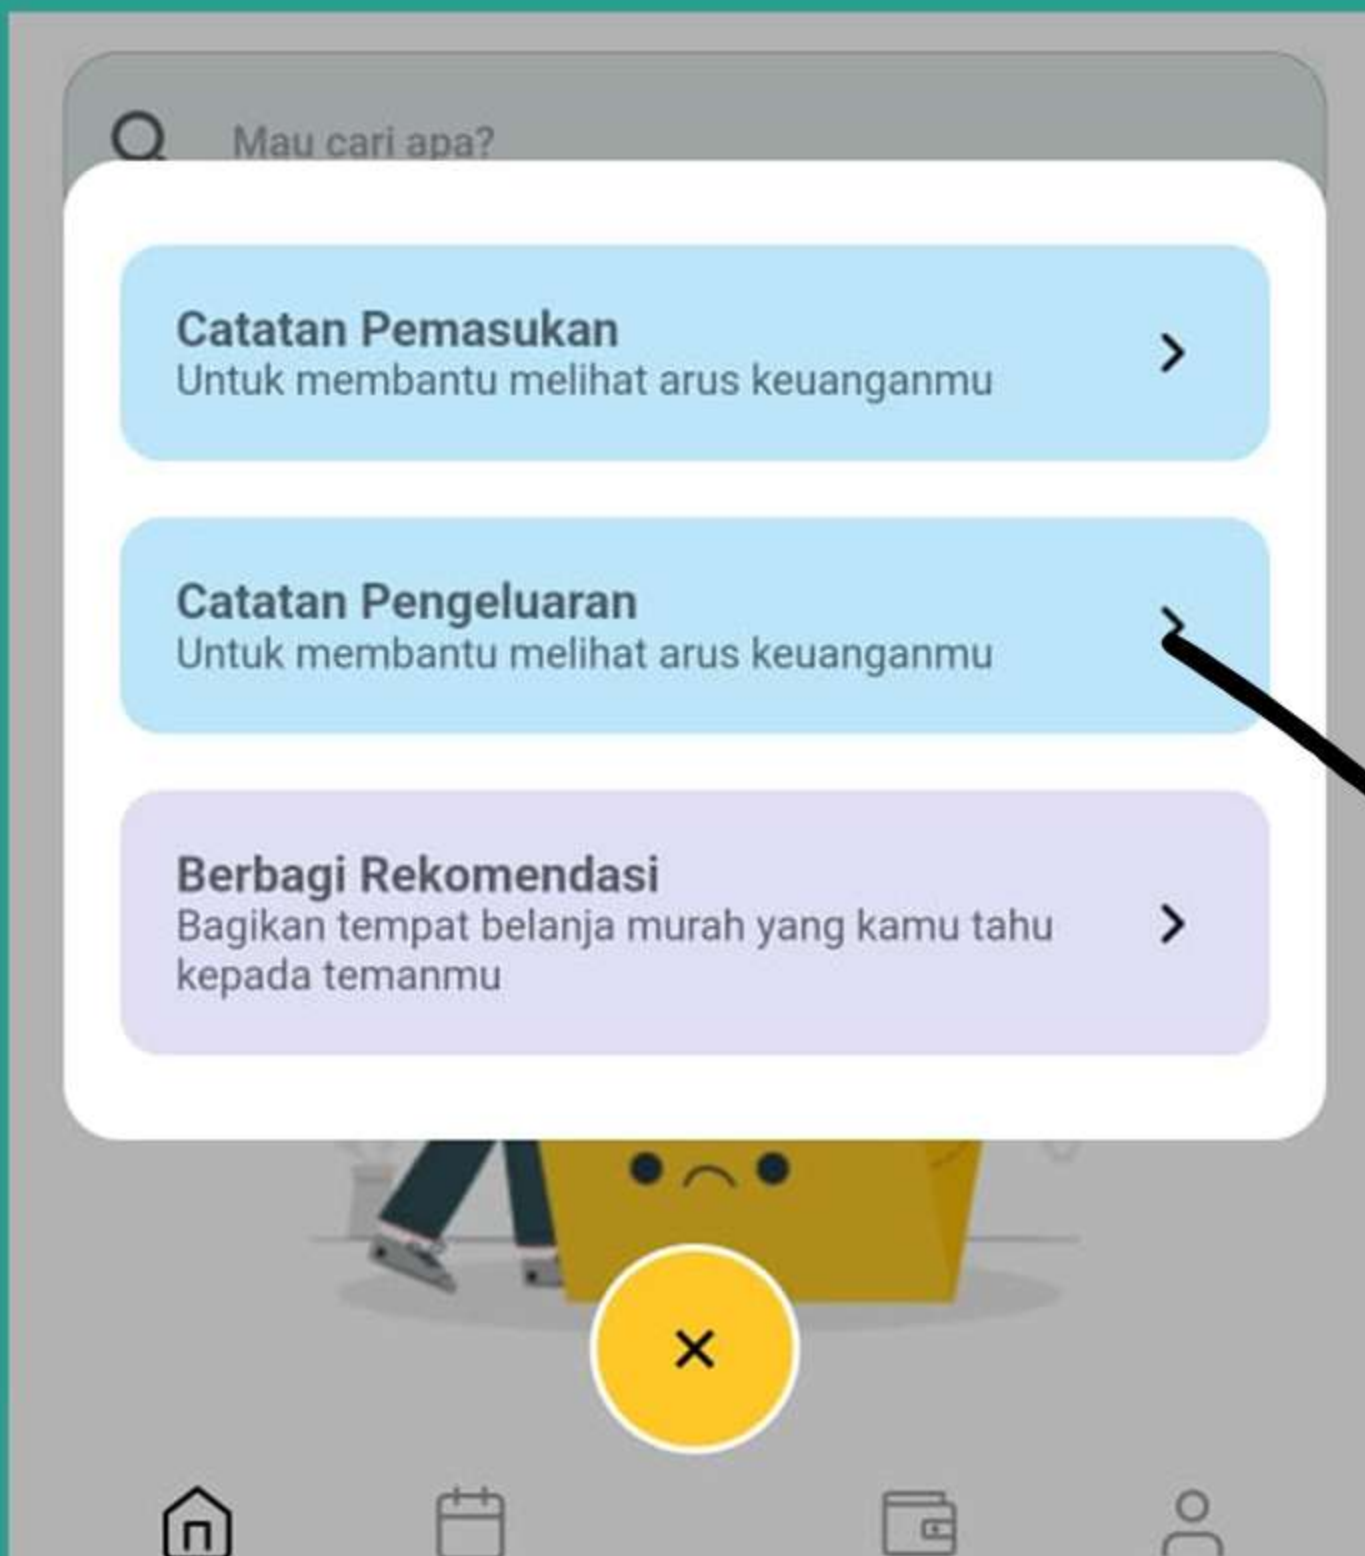 Mau cari apa?
Catatan Pemasukan
Untuk membantu melihat arus keuanganmu
Catatan Pengeluaran
Untuk membantu melihat arus keuanganmu
Berbagi Rekomendasi
Bagikan tempat belanja murah yang kamu tahu
kepada temanmu